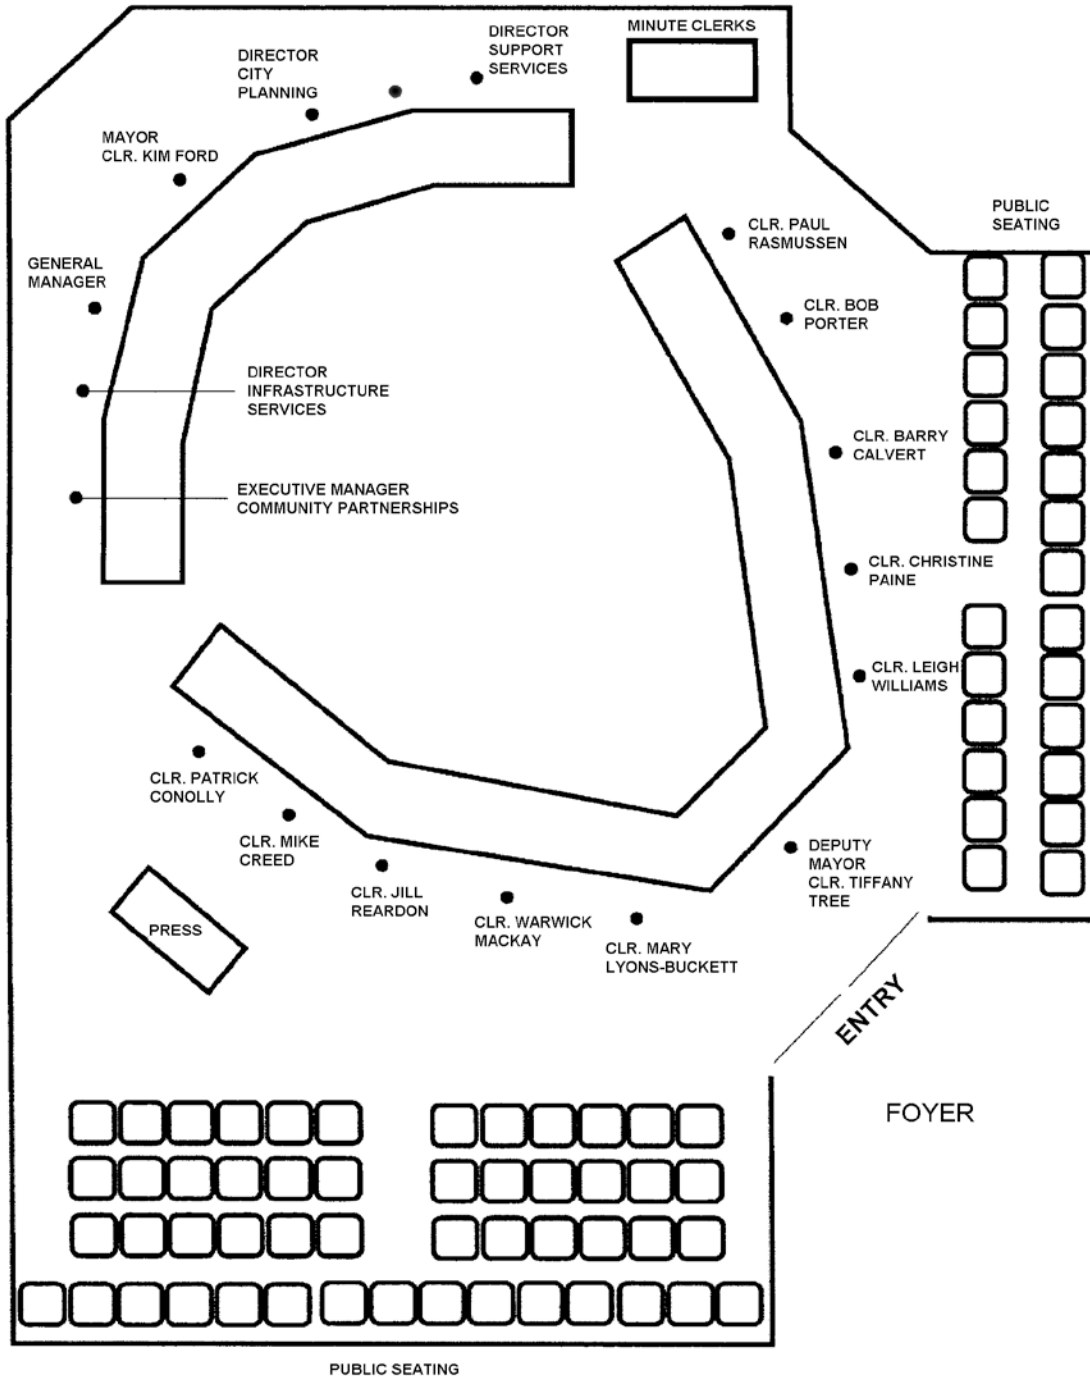 MINUTE CLERKS
DIRECTOR
SUPPORT
SERVICES
DIRECTOR
CITY
PLANNING
MAYOR
CLR. KIM FORD
GENERAL
MANAGER
DIRECTOR
INFRASTRUCTURE
SERVICES
EXECUTIVE MANAGER
COMMUNITY PARTNERSHIPS
CLR. PAUL
RASMUSSEN
PUBLIC
SEATING
CLR. BOB
PORTER
CLR. BARRY
CALVERT
CLR. CHRISTINE
PAINE
CLR. LEIGH
WILLIAMS
CLR. PATRICK
CONOLLY
CLR. MIKE
CREED
CLR. JILL
REARDON
CLR. WARWICK
MACKAY
CLR. MARY
LYONS-BUCKETT
DEPUTY
MAYOR
CLR. TIFFANY
TREE
PRESS
ENTRY
FOYER
PUBLIC SEATING